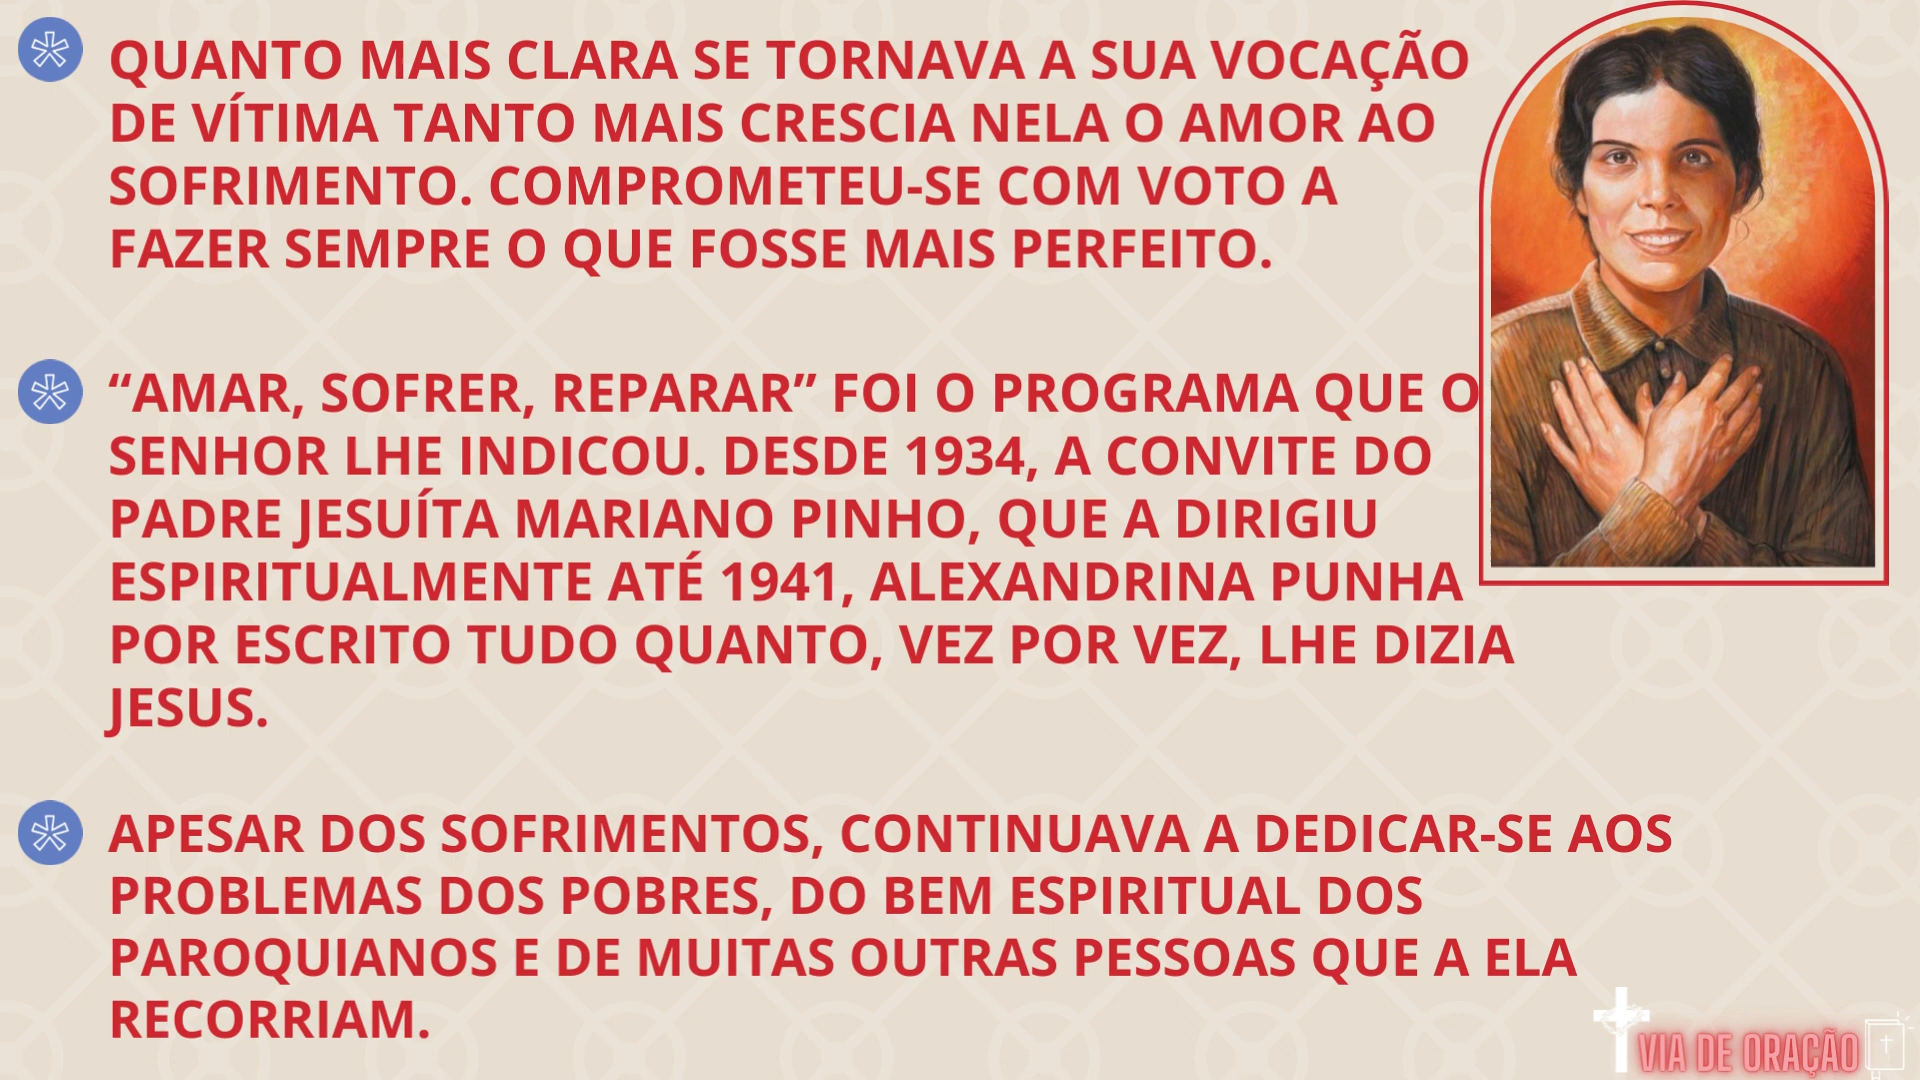 QUANTO MAIS CLARA SE TORNAVA A SUA VOCAÇÃO
DE VÍTIMA TANTO MAIS CRESCIA NELA O AMOR AO
SOFRIMENTO. COMPROMETEU-SE COM VOTO A
FAZER SEMPRE O QUE FOSSE MAIS PERFEITO.
“AMAR, SOFRER, REPARAR” FOI O PROGRAMA QUE O
SENHOR LHE INDICOU. DESDE 1934, A CONVITE DO
PADRE JESUÍTA MARIANO PINHO, QUE A DIRIGIU
ESPIRITUALMENTE ATÉ 1941, ALEXANDRINA PUNHA
POR ESCRITO TUDO QUANTO, VEZ POR VEZ, LHE DIZIA
JESUS.
APESAR DOS SOFRIMENTOS, CONTINUAVA A DEDICAR-SE AOS
PROBLEMAS DOS POBRES, DO BEM ESPIRITUAL DOS
PAROQUIANOS E DE MUITAS OUTRAS PESSOAS QUE A ELA
RECORRIAM.
VIA DE ORAÇÃO